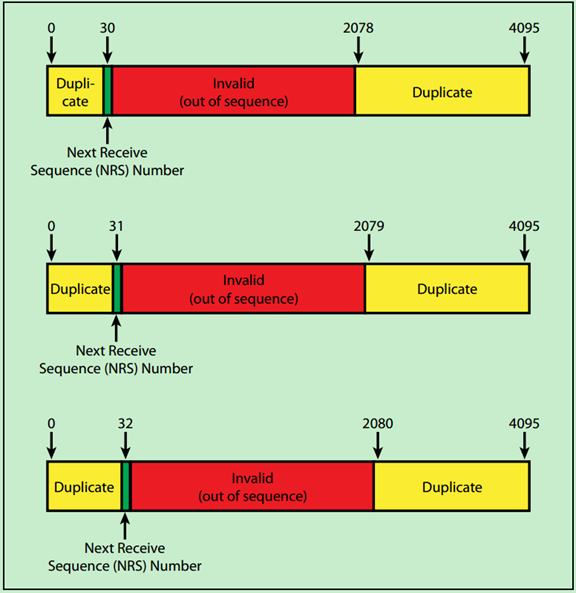 0 30 2078 4095
Dupli-
cate
Invalid
(out of sequence)
Duplicate
Next Receive
Sequence (NRS) Number
0 31 2079 4095
Duplicate
Invalid
(out of sequence)
Duplicate
Next Receive
Sequence (NRS) Number
0 32 2080 4095
Duplicate
Invalid
(out of sequence)
Duplicate
Next Receive
Sequence (NRS) Number